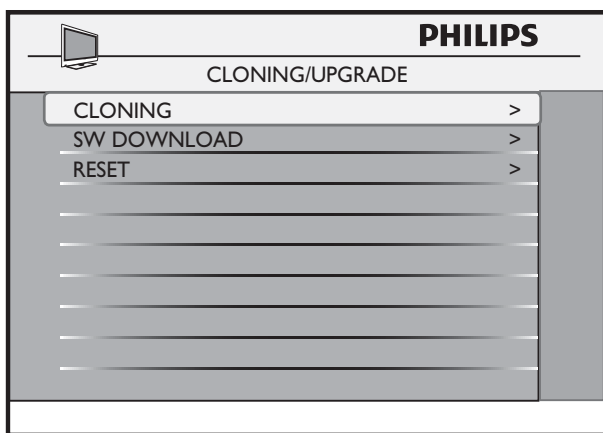 PHILIPS
CLONING/UPGRADE
CLONING >
SW DOWNLOAD >
RESET >